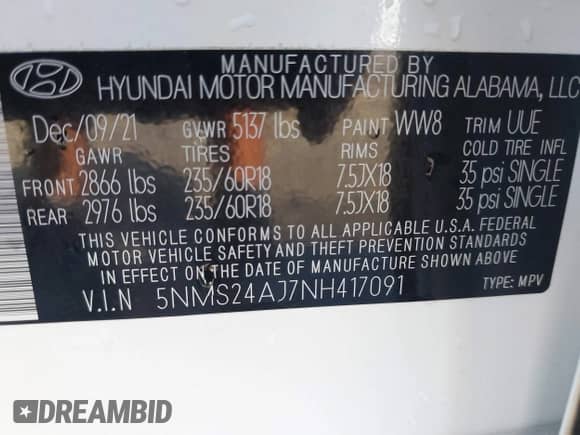 MANUFACTURED BY
HYUNDAI MOTOR MANUFACTURING ALABAMA, LLC
Dec/09/21 GVWR 5137 lbs PAINT WW8 TRIM UUE
GAWR TIRES RIMS COLD TIRE INFL
FRONT 2866 lbs 235/60R18 7.5JX18 35 psi SINGLE
REAR 2976 lbs 235/60R18 7.5JX18 35 psi SINGLE
THIS VEHICLE CONFORMS TO ALL APPLICABLE U.S.A. FEDERAL
MOTOR VEHICLE SAFETY AND THEFT PREVENTION STANDARDS
IN EFFECT ON THE DATE OF MANUFACTURE SHOWN ABOVE.
V.I.N 5NMS24AJ7NH417091 TYPE: MPV
DREAMBID